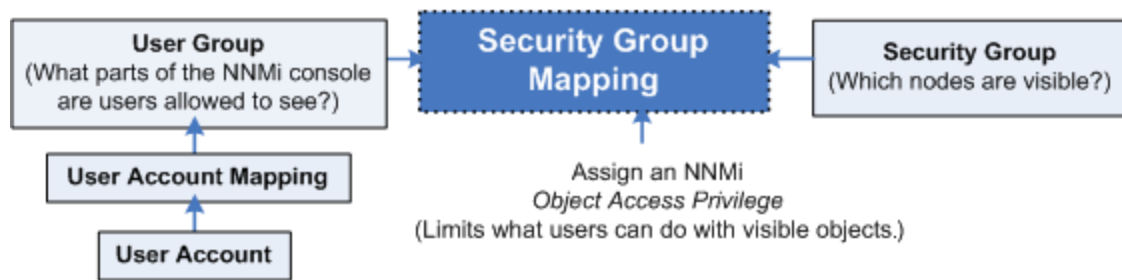 User Group
(What parts of the NNMi console
are users allowed to see?)
User Account Mapping
User Account
Security Group
Mapping
Assign an NNMi
Object Access Privilege
(Limits what users can do with visible objects.)
Security Group
(Which nodes are visible?)